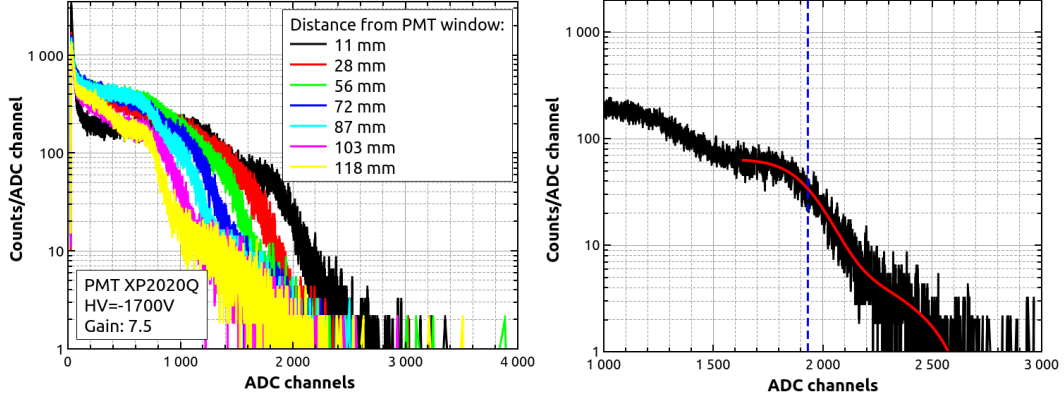 Counts/ADC channel
1 000
100
10
1
Distance from PMT window:
11 mm
28 mm
56 mm
72 mm
87 mm
103 mm
118 mm
PMT XP2020Q
HV=-1700V
Gain: 7.5
0 1 000 2 000 3 000 4 000
ADC channels
Counts/ADC channel
1 000
100
10
1
1 000 1 500 2 000 2 500 3 000
ADC channels